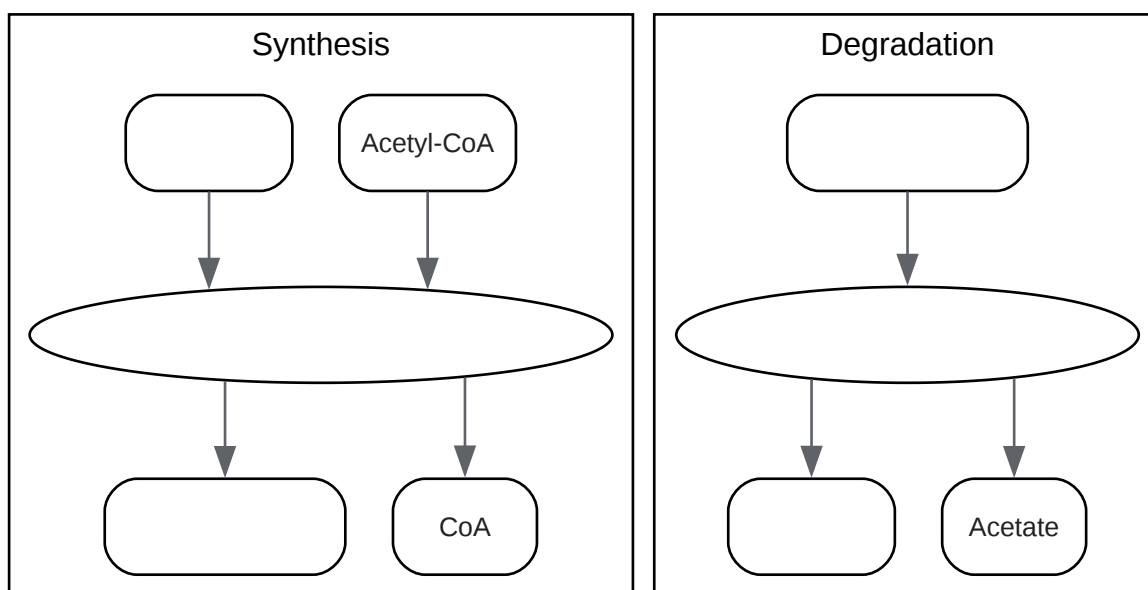 Synthesis
Degradation
Acetyl-CoA
CoA
Acetate